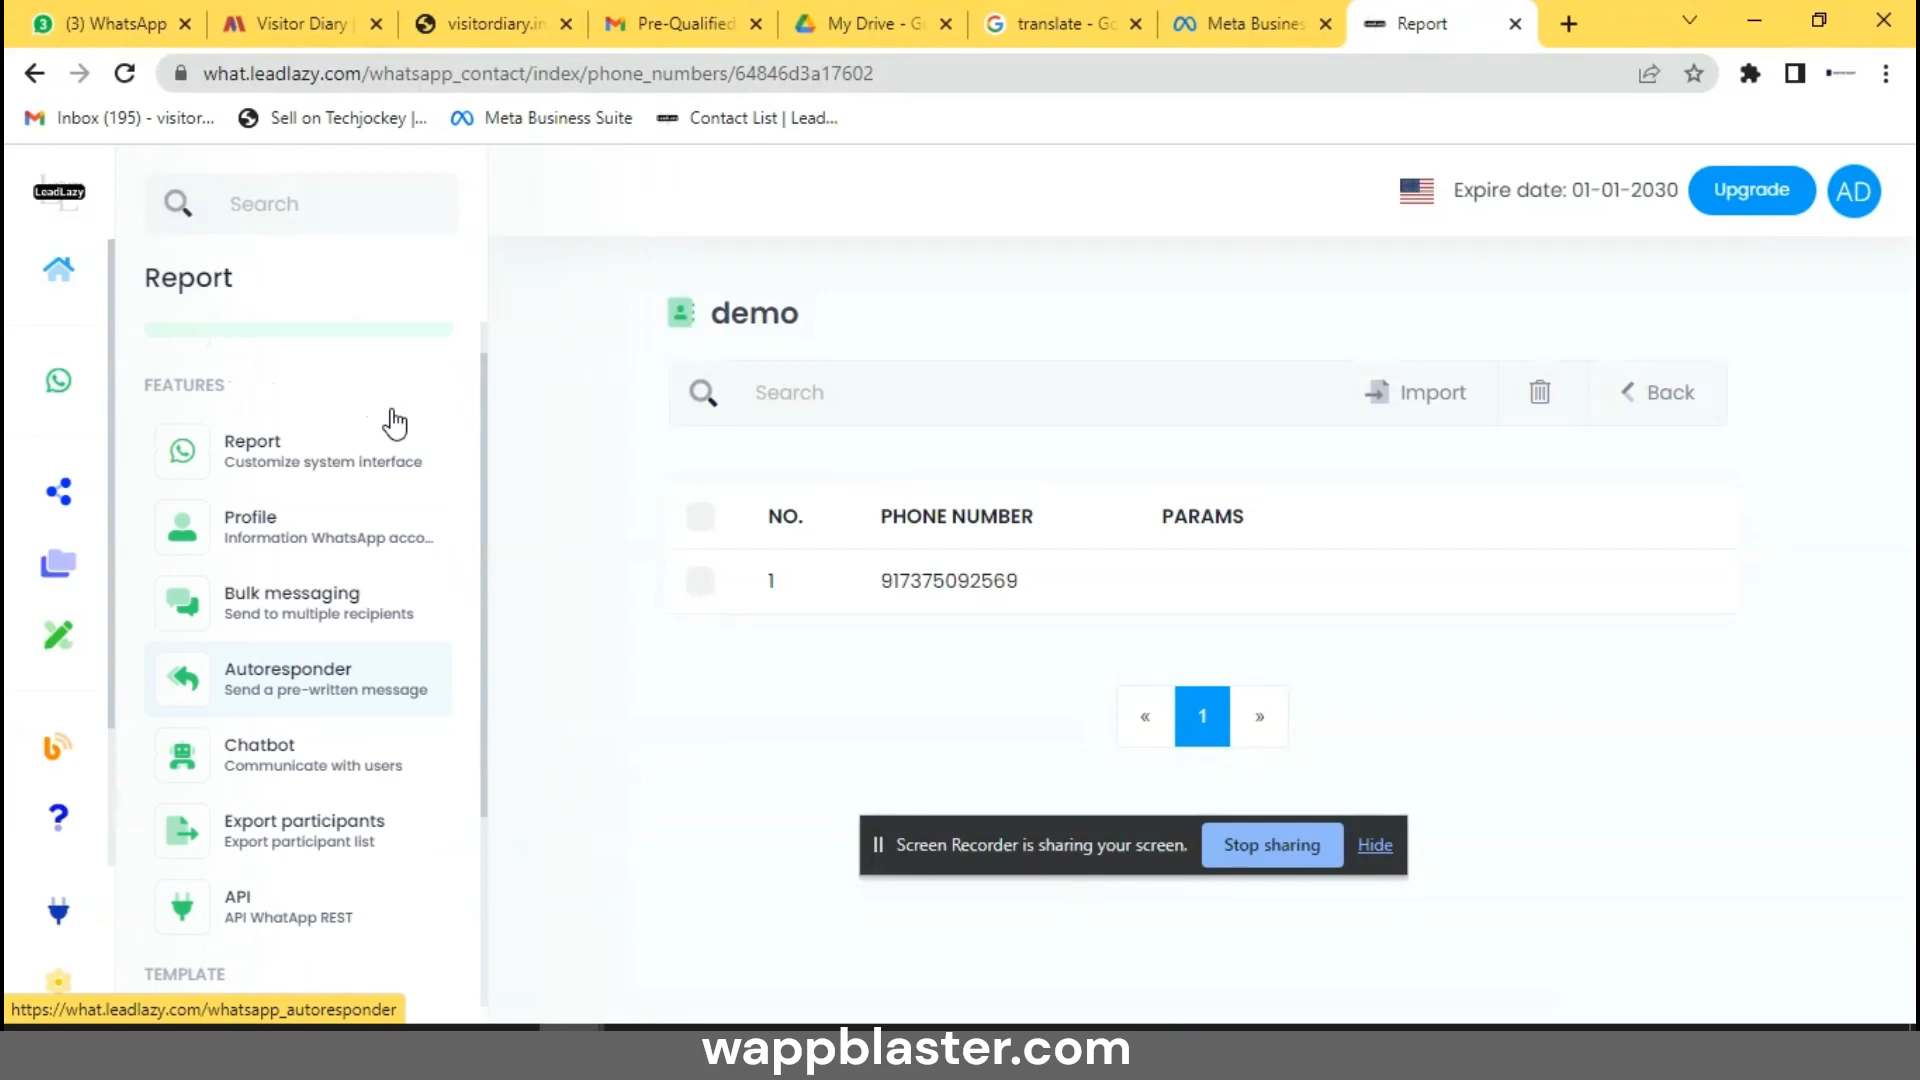 (3) WhatsApp
Visitor Diary
visitordiary.in
Pre-Qualified
My Drive - G
translate - Go
Meta Busines
Report
what.leadlazy.com/whatsapp_contact/index/phone_numbers/64846d3a17602
Inbox (195) - visitor...
Sell on Techjockey |...
Meta Business Suite
Contact List | Lead...
LeadLazy
Search
Expire date: 01-01-2030
Upgrade
AD
Report
demo
Search
Import
Back
FEATURES
Report
Customize system interface
Profile
Information WhatsApp acco...
Bulk messaging
Send to multiple recipients
Autoresponder
Send a pre-written message
Chatbot
Communicate with users
Export participants
Export participant list
API
API WhatApp REST
TEMPLATE
NO. PHONE NUMBER PARAMS
1 917375092569
« 1 »
Screen Recorder is sharing your screen.
Stop sharing
Hide
https://what.leadlazy.com/whatsapp_autoresponder
wappblaster.com